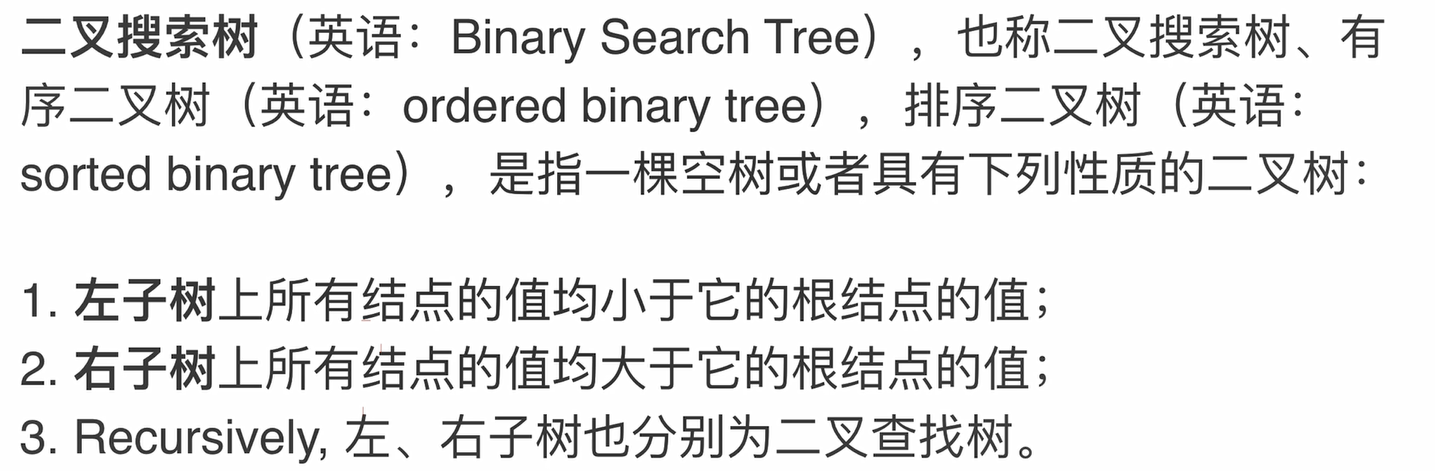 二叉搜索树（英语：Binary Search Tree），也称二叉搜索树、有
序二叉树（英语：ordered binary tree），排序二叉树（英语：
sorted binary tree），是指一棵空树或者具有下列性质的二叉树：
1. 左子树上所有结点的值均小于它的根结点的值；
2. 右子树上所有结点的值均大于它的根结点的值；
3. Recursively, 左、右子树也分别为二叉查找树。